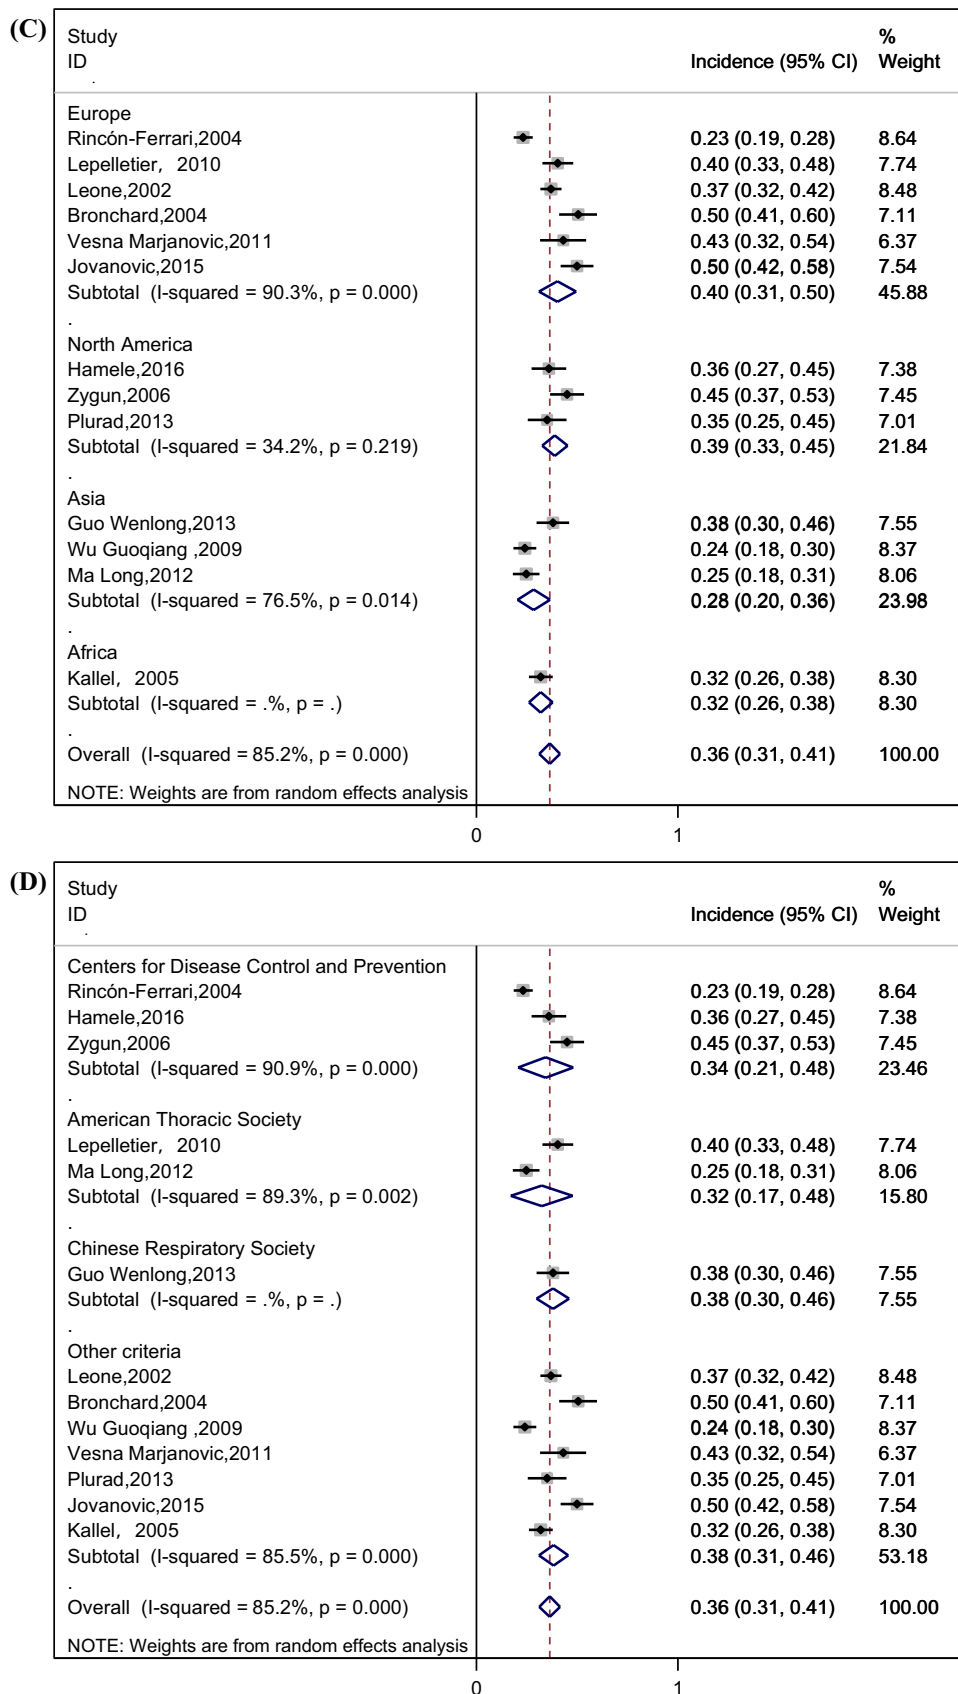 (C)
Study %
ID Incidence (95% CI) Weight
.
Europe
Rincón-Ferrari,2004 0.23 (0.19, 0.28) 8.64
Lepelletier, 2010 0.40 (0.33, 0.48) 7.74
Leone,2002 0.37 (0.32, 0.42) 8.48
Bronchard,2004 0.50 (0.41, 0.60) 7.11
Vesna Marjanovic,2011 0.43 (0.32, 0.54) 6.37
Jovanovic,2015 0.50 (0.42, 0.58) 7.54
Subtotal (I-squared = 90.3%, p = 0.000) 0.40 (0.31, 0.50) 45.88
.
North America
Hamele,2016 0.36 (0.27, 0.45) 7.38
Zygun,2006 0.45 (0.37, 0.53) 7.45
Plurad,2013 0.35 (0.25, 0.45) 7.01
Subtotal (I-squared = 34.2%, p = 0.219) 0.39 (0.33, 0.45) 21.84
.
Asia
Guo Wenlong,2013 0.38 (0.30, 0.46) 7.55
Wu Guoqiang ,2009 0.24 (0.18, 0.30) 8.37
Ma Long,2012 0.25 (0.18, 0.31) 8.06
Subtotal (I-squared = 76.5%, p = 0.014) 0.28 (0.20, 0.36) 23.98
.
Africa
Kallel, 2005 0.32 (0.26, 0.38) 8.30
Subtotal (I-squared = .%, p = .) 0.32 (0.26, 0.38) 8.30
.
Overall (I-squared = 85.2%, p = 0.000) 0.36 (0.31, 0.41) 100.00
NOTE: Weights are from random effects analysis
0 1
(D)
Study %
ID Incidence (95% CI) Weight
.
Centers for Disease Control and Prevention
Rincón-Ferrari,2004 0.23 (0.19, 0.28) 8.64
Hamele,2016 0.36 (0.27, 0.45) 7.38
Zygun,2006 0.45 (0.37, 0.53) 7.45
Subtotal (I-squared = 90.9%, p = 0.000) 0.34 (0.21, 0.48) 23.46
.
American Thoracic Society
Lepelletier, 2010 0.40 (0.33, 0.48) 7.74
Ma Long,2012 0.25 (0.18, 0.31) 8.06
Subtotal (I-squared = 89.3%, p = 0.002) 0.32 (0.17, 0.48) 15.80
.
Chinese Respiratory Society
Guo Wenlong,2013 0.38 (0.30, 0.46) 7.55
Subtotal (I-squared = .%, p = .) 0.38 (0.30, 0.46) 7.55
.
Other criteria
Leone,2002 0.37 (0.32, 0.42) 8.48
Bronchard,2004 0.50 (0.41, 0.60) 7.11
Wu Guoqiang ,2009 0.24 (0.18, 0.30) 8.37
Vesna Marjanovic,2011 0.43 (0.32, 0.54) 6.37
Plurad,2013 0.35 (0.25, 0.45) 7.01
Jovanovic,2015 0.50 (0.42, 0.58) 7.54
Kallel, 2005 0.32 (0.26, 0.38) 8.30
Subtotal (I-squared = 85.5%, p = 0.000) 0.38 (0.31, 0.46) 53.18
.
Overall (I-squared = 85.2%, p = 0.000) 0.36 (0.31, 0.41) 100.00
NOTE: Weights are from random effects analysis
0 1